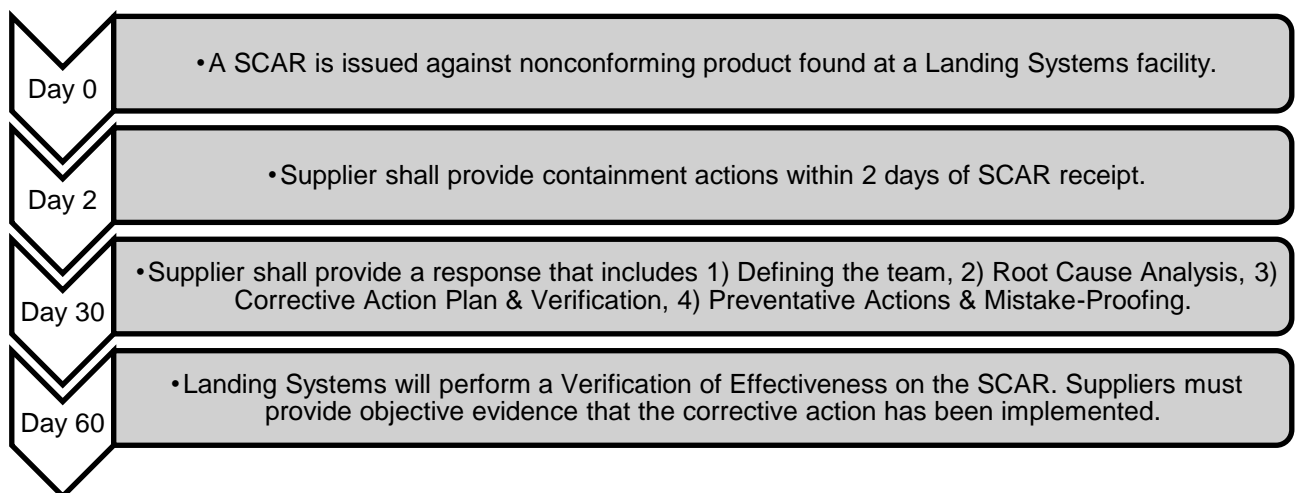 Day 0
•A SCAR is issued against nonconforming product found at a Landing Systems facility.
Day 2
•Supplier shall provide containment actions within 2 days of SCAR receipt.
Day 30
•Supplier shall provide a response that includes 1) Defining the team, 2) Root Cause Analysis, 3)
Corrective Action Plan & Verification, 4) Preventative Actions & Mistake-Proofing.
Day 60
•Landing Systems will perform a Verification of Effectiveness on the SCAR. Suppliers must
provide objective evidence that the corrective action has been implemented.